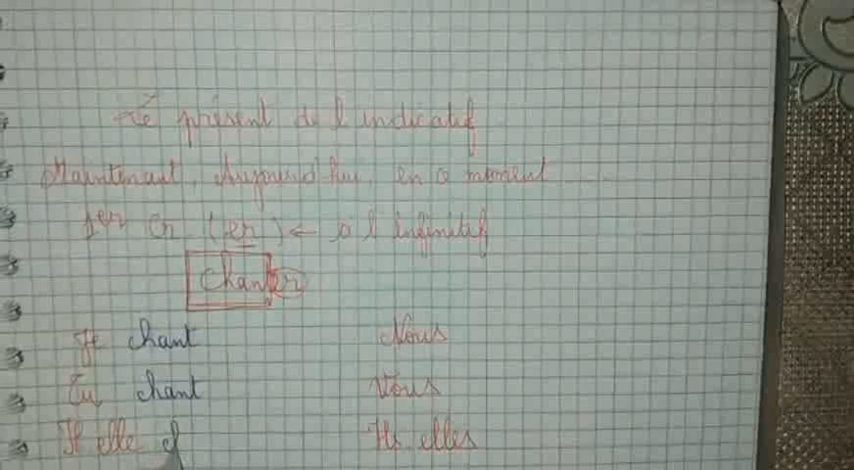 Le présent de l'indicatif
Maintenant, Aujourd'hui, en ce moment
1er en (er) ← à l'infinitif
Chanter
Je chant Nous
Tu chant Vous
Il elle c Ils elles